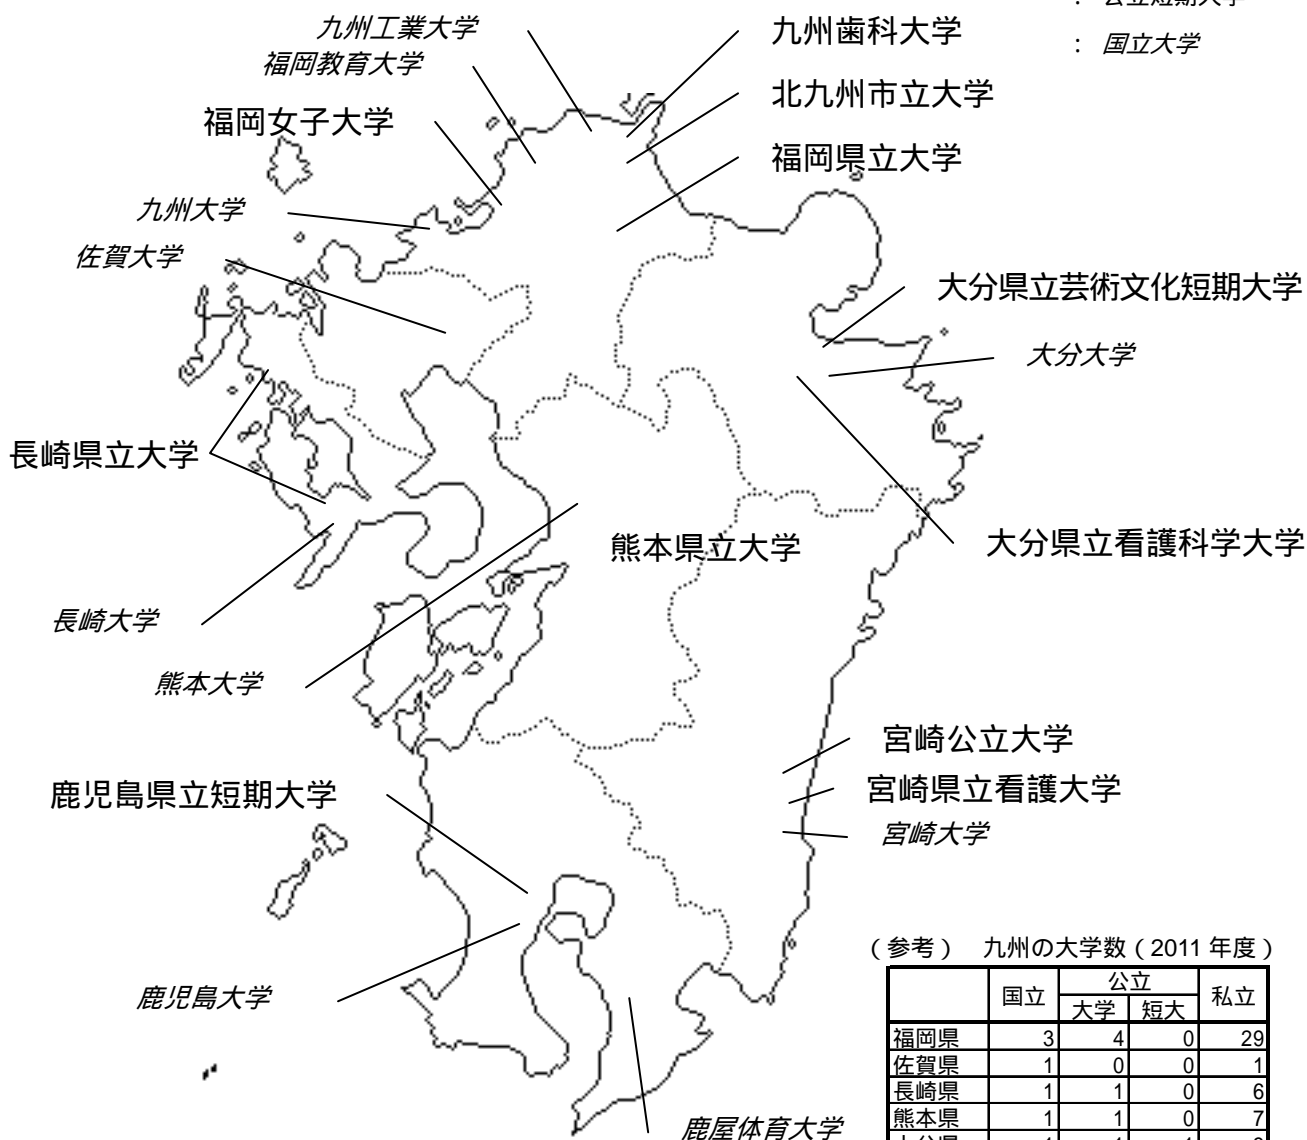 ： 公立短期大学
： 国立大学
九州工業大学
福岡教育大学
福岡女子大学
九州大学
佐賀大学
九州歯科大学
北九州市立大学
福岡県立大学
大分県立芸術文化短期大学
大分大学
長崎県立大学
熊本県立大学
大分県立看護科学大学
長崎大学
熊本大学
宮崎公立大学
宮崎県立看護大学
宮崎大学
鹿児島県立短期大学
鹿児島大学
鹿屋体育大学
（参考） 九州の大学数（2011 年度）
国立 公立 私立
大学 短大
福岡県 3 4 0 29
佐賀県 1 0 0 1
長崎県 1 1 0 6
熊本県 1 1 0 7